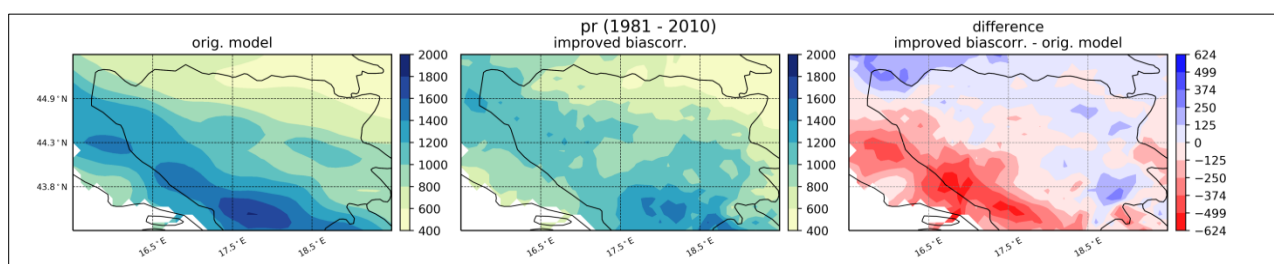 pr (1981 - 2010)
orig. model
improved biascorr.
difference
improved biascorr. - orig. model
44.9°N
44.3°N
43.8°N
16.5°E
17.5°E
18.5°E
2000
1800
1600
1400
1200
1000
800
600
400
16.5°E
17.5°E
18.5°E
2000
1800
1600
1400
1200
1000
800
600
400
16.5°E
17.5°E
18.5°E
624
499
374
250
125
0
−125
−250
−374
−499
−624